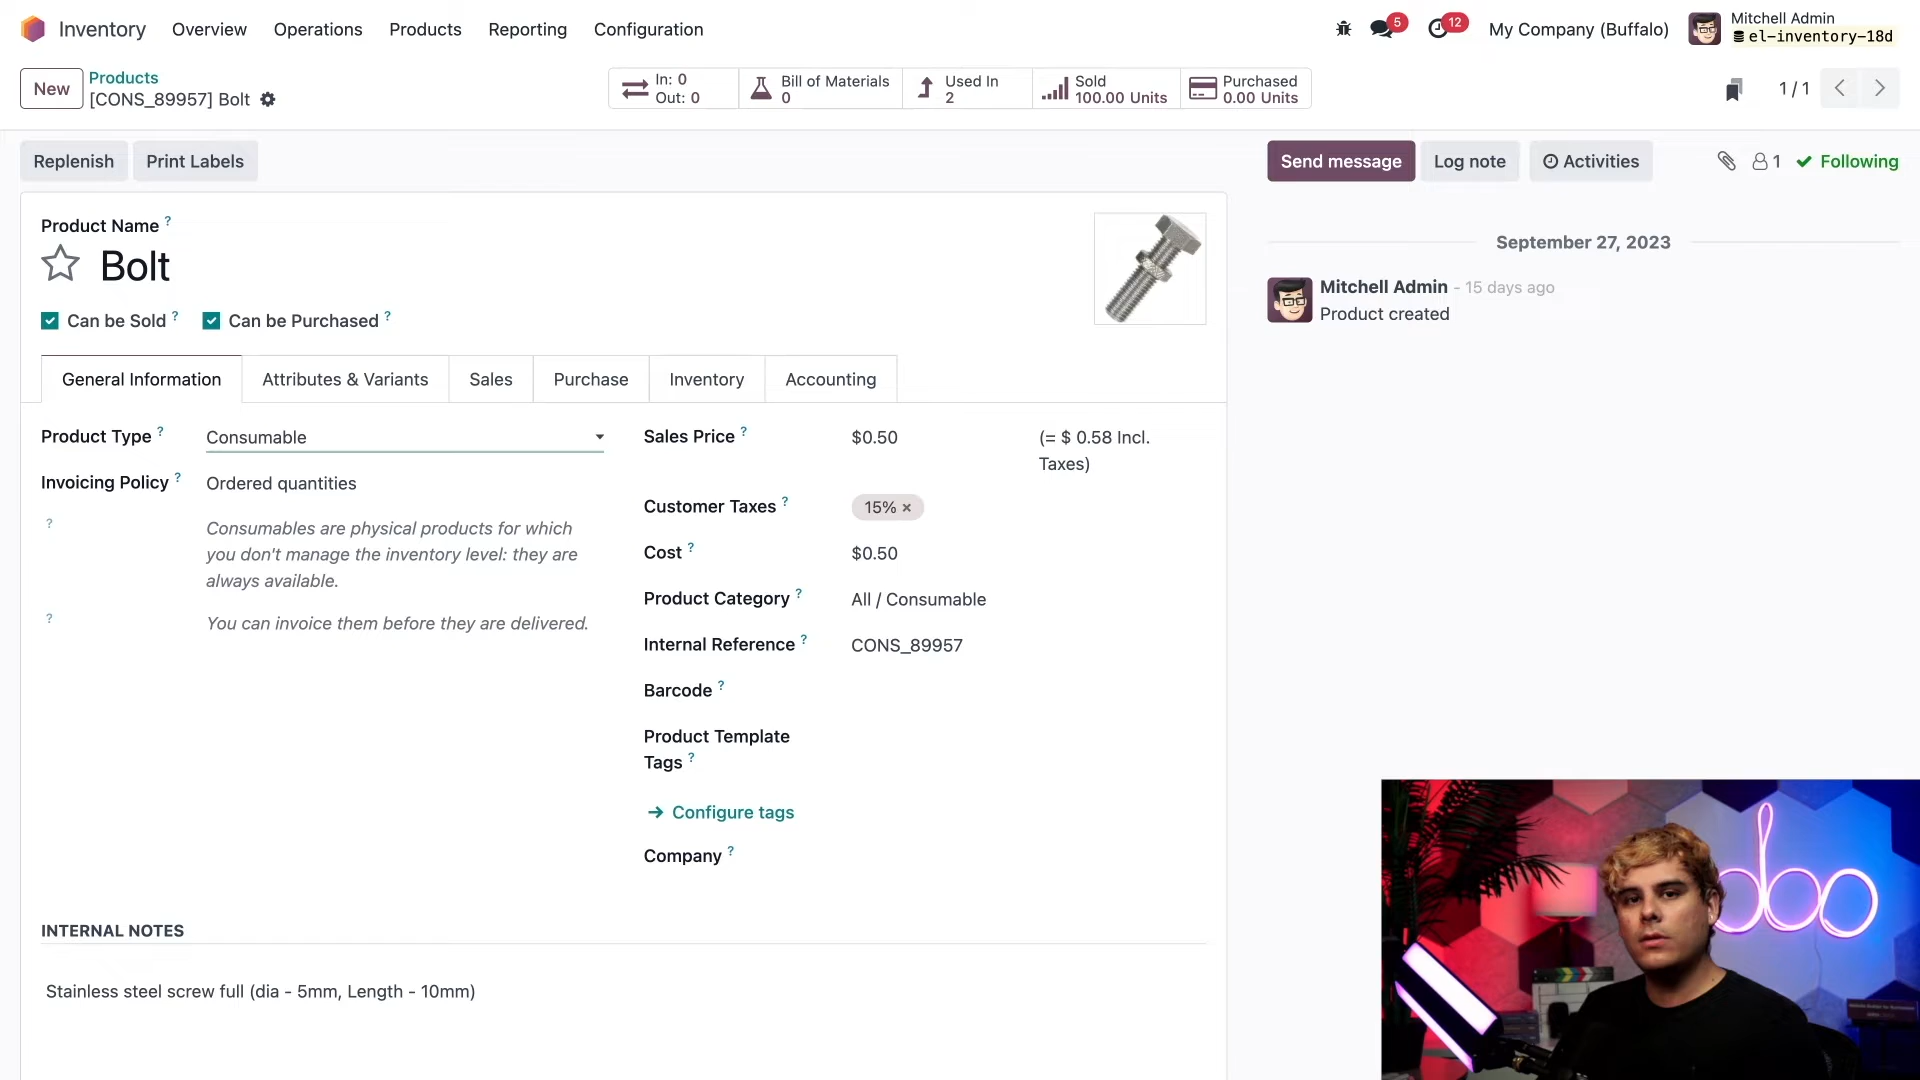 Inventory Overview Operations Products Reporting Configuration 5 12 My Company (Buffalo) Mitchell Admin
el-inventory-18d
New Products
[CONS_89957] Bolt
In: 0
Out: 0
Bill of Materials
0
Used In
2
Sold
100.00 Units
Purchased
0.00 Units
1 / 1
Replenish Print Labels
Send message Log note Activities 1 Following
Product Name ?
Bolt
Can be Sold ? Can be Purchased ?
September 27, 2023
Mitchell Admin - 15 days ago
Product created
General Information Attributes & Variants Sales Purchase Inventory Accounting
Product Type ? Consumable
Invoicing Policy ? Ordered quantities
? Consumables are physical products for which
you don't manage the inventory level: they are
always available.
? You can invoice them before they are delivered.
Sales Price ? $0.50 (= $ 0.58 Incl.
Taxes)
Customer Taxes ? 15% ×
Cost ? $0.50
Product Category ? All / Consumable
Internal Reference ? CONS_89957
Barcode ?
Product Template
Tags ?
→ Configure tags
Company ?
INTERNAL NOTES
Stainless steel screw full (dia - 5mm, Length - 10mm)